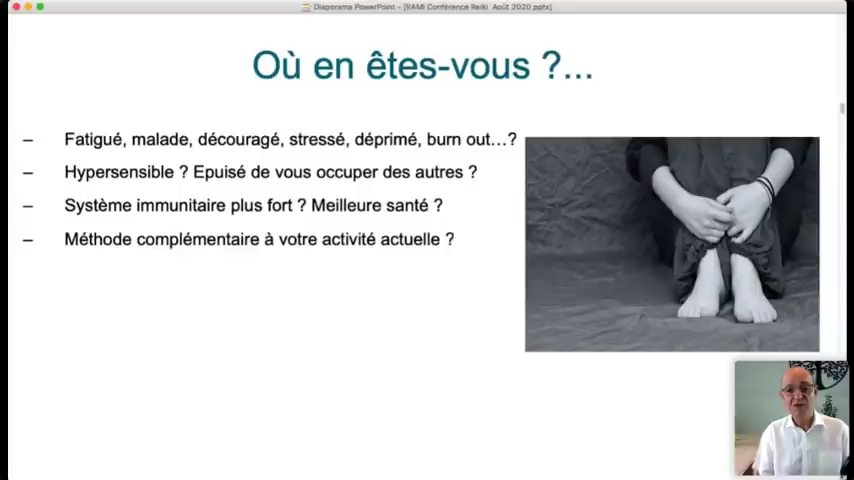 Diaporama PowerPoint - [RAMI Conférence Reiki Août 2020.pptx]
Où en êtes-vous ?...
– Fatigué, malade, découragé, stressé, déprimé, burn out…?
– Hypersensible ? Epuisé de vous occuper des autres ?
– Système immunitaire plus fort ? Meilleure santé ?
– Méthode complémentaire à votre activité actuelle ?